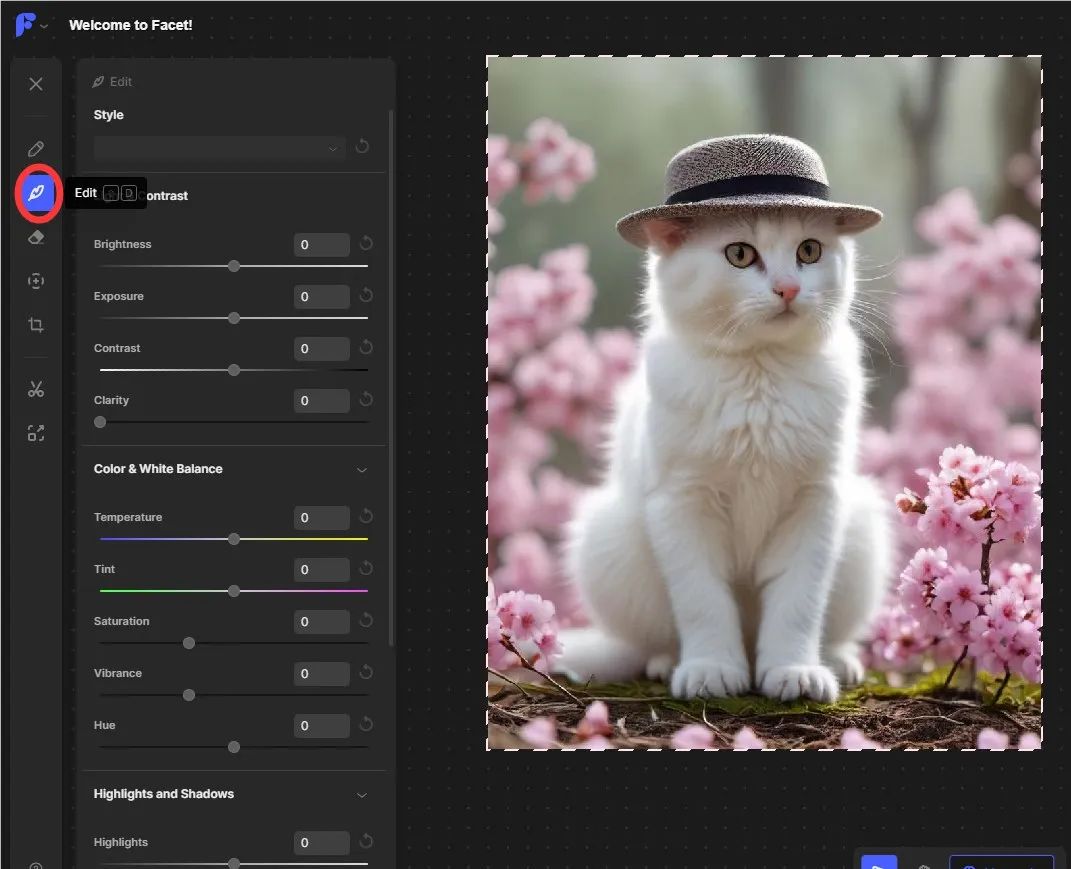 Welcome to Facet!
Edit
Style
Edit D
ontrast
Brightness 0
Exposure 0
Contrast 0
Clarity 0
Color & White Balance
Temperature 0
Tint 0
Saturation 0
Vibrance 0
Hue 0
Highlights and Shadows
Highlights 0